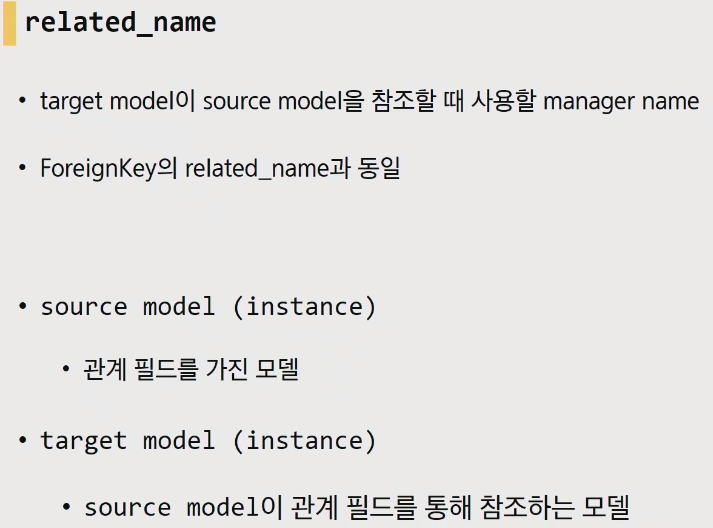 related_name
• target model이 source model을 참조할 때 사용할 manager name
• ForeignKey의 related_name과 동일
• source model (instance)
• 관계 필드를 가진 모델
• target model (instance)
• source model이 관계 필드를 통해 참조하는 모델